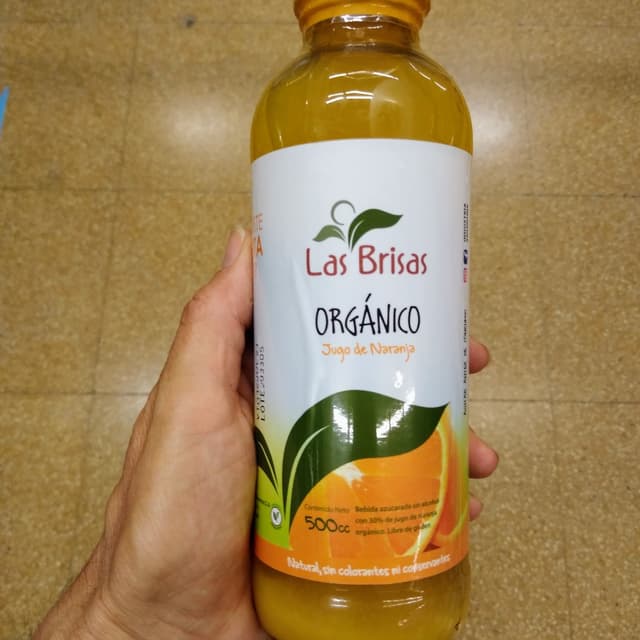 Las Brisas
ORGÁNICO
Jugo de Naranja
Contenido Neto
500cc
Bebida azucarada sin alcohol
con 50% de jugo de naranja
orgánico. Libre de gluten
Natural, sin colorantes ni conservantes
LOTE